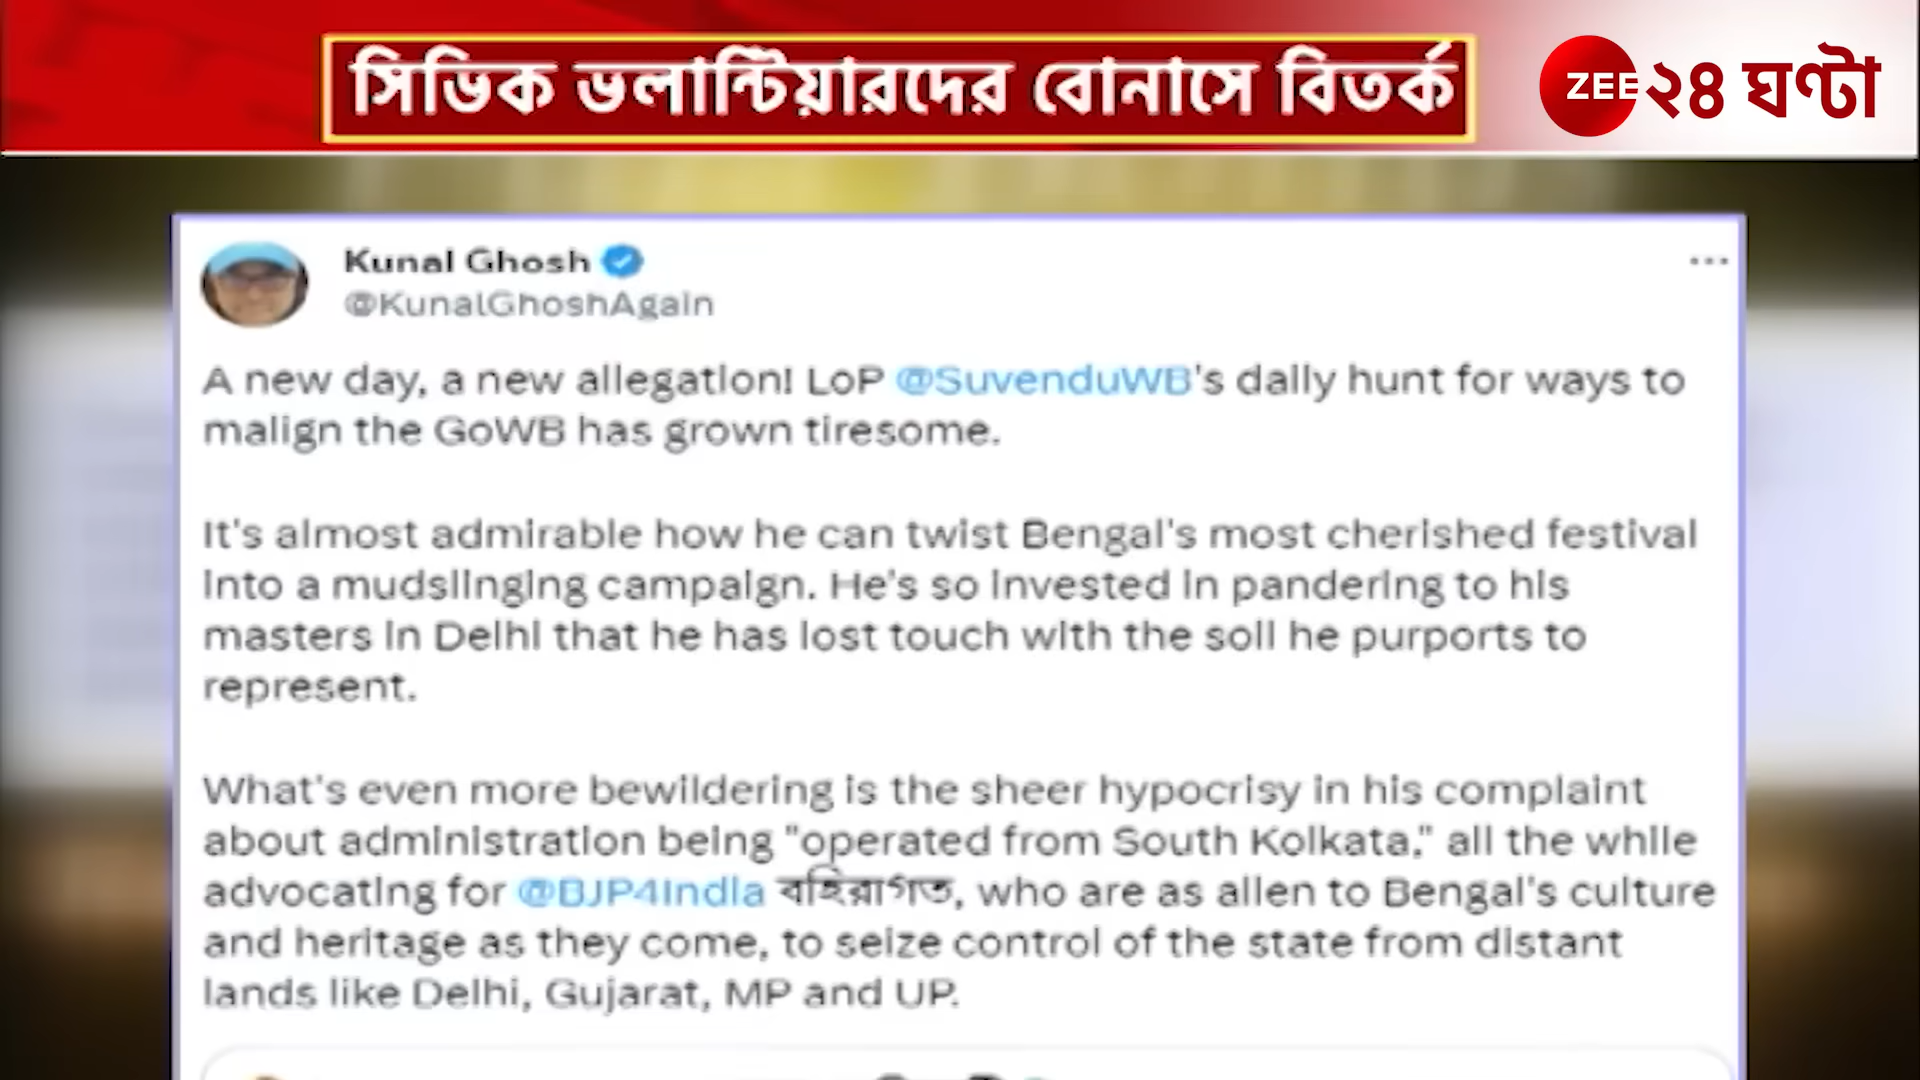 সিভিক ভলান্টিয়ারদের বোনাসে বিতর্ক
ZEE ২৪ ঘণ্টা
Kunal Ghosh
@KunalGhoshAgain
A new day, a new allegation! LoP @SuvenduWB's daily hunt for ways to
malign the GoWB has grown tiresome.
It's almost admirable how he can twist Bengal's most cherished festival
into a mudslinging campaign. He's so invested in pandering to his
masters in Delhi that he has lost touch with the soil he purports to
represent.
What's even more bewildering is the sheer hypocrisy in his complaint
about administration being "operated from South Kolkata," all the while
advocating for @BJP4India বহিরাগত, who are as alien to Bengal's culture
and heritage as they come, to seize control of the state from distant
lands like Delhi, Gujarat, MP and UP.